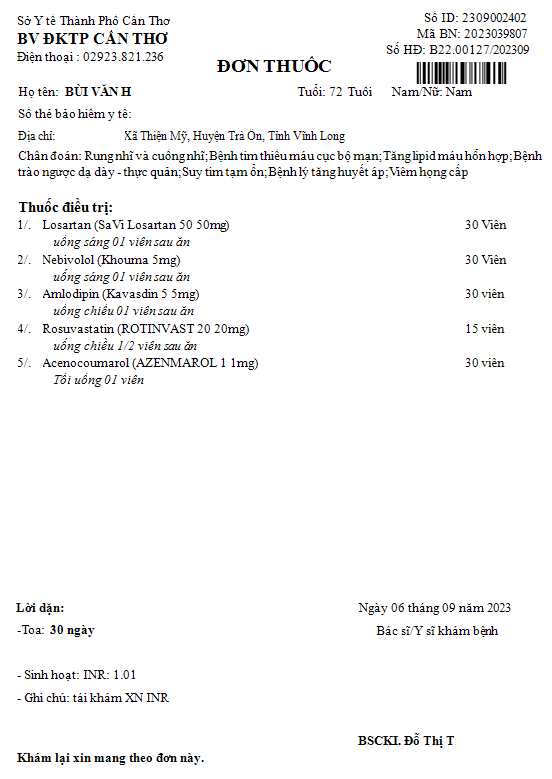 Sở Y tế Thành Phố Cần Thơ
Số ID: 2309002402
BV ĐKTP CẦN THƠ
Mã BN: 2023039807
Điện thoại : 02923.821.236
Số HĐ: B22.00127/202309
ĐƠN THUỐC
Họ tên: BÙI VĂN H
Tuổi: 72 Tuổi
Nam/Nữ: Nam
Số thẻ bảo hiểm y tế:
Địa chỉ: Xã Thiện Mỹ, Huyện Trà Ôn, Tỉnh Vĩnh Long
Chẩn đoán: Rung nhĩ và cuồng nhĩ;Bệnh tim thiếu máu cục bộ mạn;Tăng lipid máu hỗn hợp;Bệnh
trào ngược dạ dày - thực quản;Suy tim tạm ổn;Bệnh lý tăng huyết áp;Viêm họng cấp
Thuốc điều trị:
1/. Losartan (SaVi Losartan 50 50mg) 30 Viên
uống sáng 01 viên sau ăn
2/. Nebivolol (Khouma 5mg) 30 Viên
uống sáng 01 viên sau ăn
3/. Amlodipin (Kavasdin 5 5mg) 30 viên
uống chiều 01 viên sau ăn
4/. Rosuvastatin (ROTINVAST 20 20mg) 15 viên
uống chiều 1/2 viên sau ăn
5/. Acenocoumarol (AZENMAROL 1 1mg) 30 viên
Tối uống 01 viên
Lời dặn:
Ngày 06 tháng 09 năm 2023
-Toa: 30 ngày
Bác sĩ/Y sĩ khám bệnh
- Sinh hoạt: INR: 1.01
- Ghi chú: tái khám XN INR
BSCKI. Đỗ Thị T
Khám lại xin mang theo đơn này.